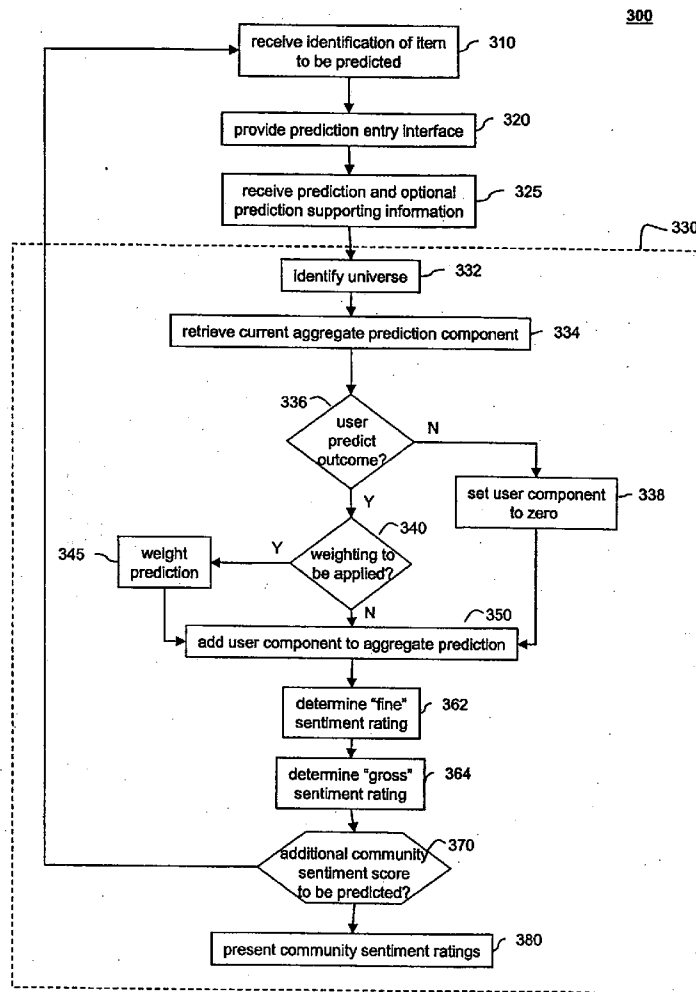 300
receive identification of item
to be predicted
310
provide prediction entry interface
320
receive prediction and optional
prediction supporting information
325
330
identify universe
332
retrieve current aggregate prediction component
334
336
user
predict
outcome?
N
Y
set user component
to zero
338
340
weighting to
be applied?
Y
N
345
weight
prediction
350
add user component to aggregate prediction
determine "fine"
sentiment rating
362
determine "gross"
sentiment rating
364
370
additional community
sentiment score
to be predicted?
present community sentiment ratings
380